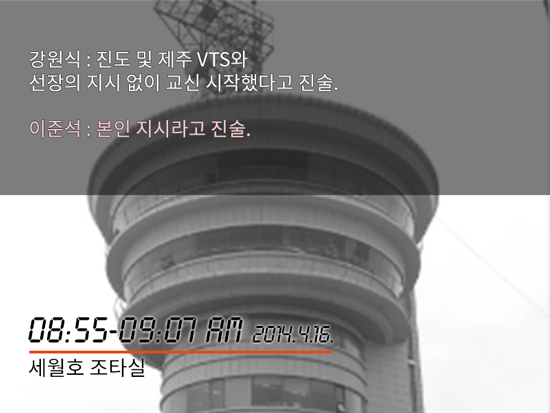 강원식 : 진도 및 제주 VTS와
선장의 지시 없이 교신 시작했다고 진술.
이준석 : 본인 지시라고 진술.
08:55-09:07 AM 2014.4.16.
세월호 조타실